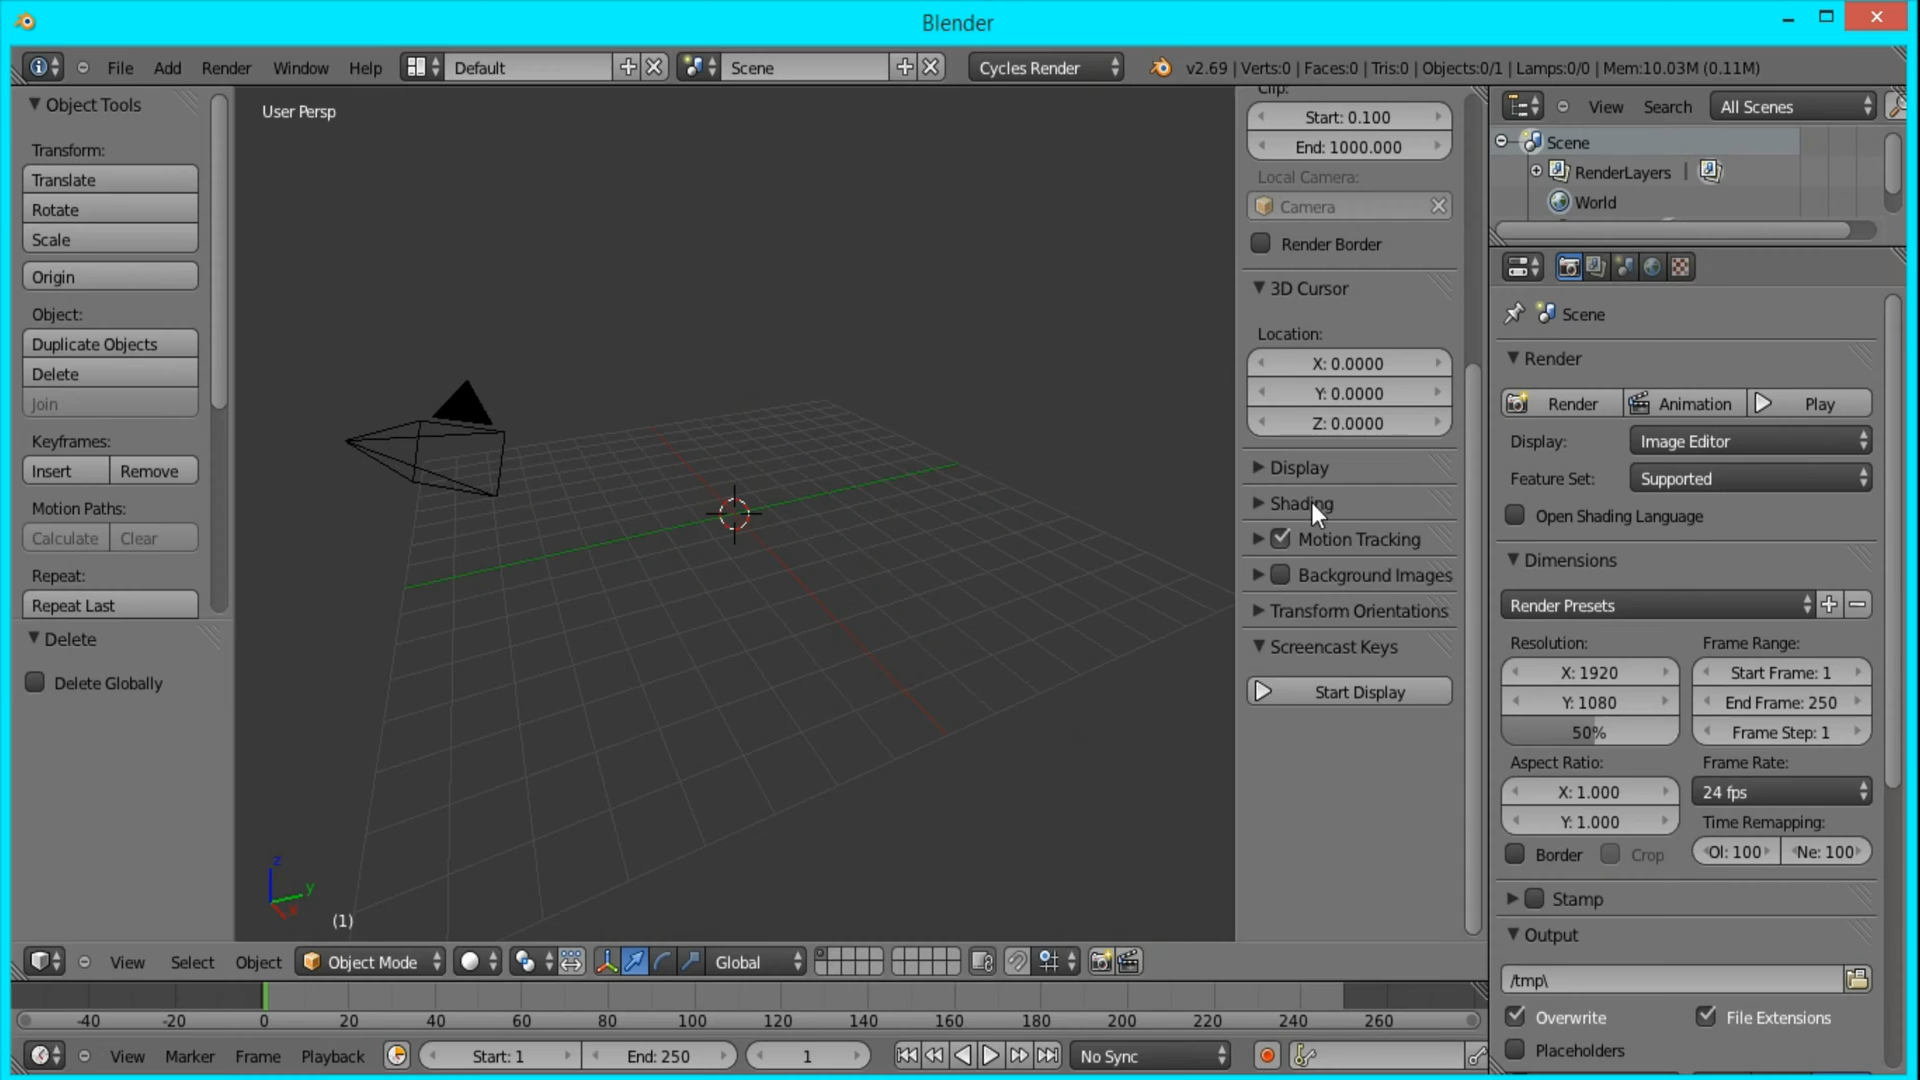 Blender
File Add Render Window Help Default Scene Cycles Render v2.69 | Verts:0 | Faces:0 | Tris:0 | Objects:0/1 | Lamps:0/0 | Mem:10.03M (0.11M)
Object Tools
Transform:
Translate
Rotate
Scale
Origin
Object:
Duplicate Objects
Delete
Join
Keyframes:
Insert Remove
Motion Paths:
Calculate Clear
Repeat:
Repeat Last
Delete
Delete Globally
User Persp
z
y
x
(1)
Clip:
Start: 0.100
End: 1000.000
Local Camera:
Camera
Render Border
3D Cursor
Location:
X: 0.0000
Y: 0.0000
Z: 0.0000
Display
Shading
Motion Tracking
Background Images
Transform Orientations
Screencast Keys
Start Display
View Search All Scenes
Scene
RenderLayers |
World
Scene
Render
Render Animation Play
Display: Image Editor
Feature Set: Supported
Open Shading Language
Dimensions
Render Presets
Resolution: Frame Range:
X: 1920 Start Frame: 1
Y: 1080 End Frame: 250
50% Frame Step: 1
Aspect Ratio: Frame Rate:
X: 1.000 24 fps
Y: 1.000 Time Remapping:
Border Crop Ol: 100 Ne: 100
Stamp
Output
/tmp\
Overwrite File Extensions
Placeholders
View Select Object Object Mode Global
-40 -20 0 20 40 60 80 100 120 140 160 180 200 220 240 260
View Marker Frame Playback Start: 1 End: 250 1 No Sync